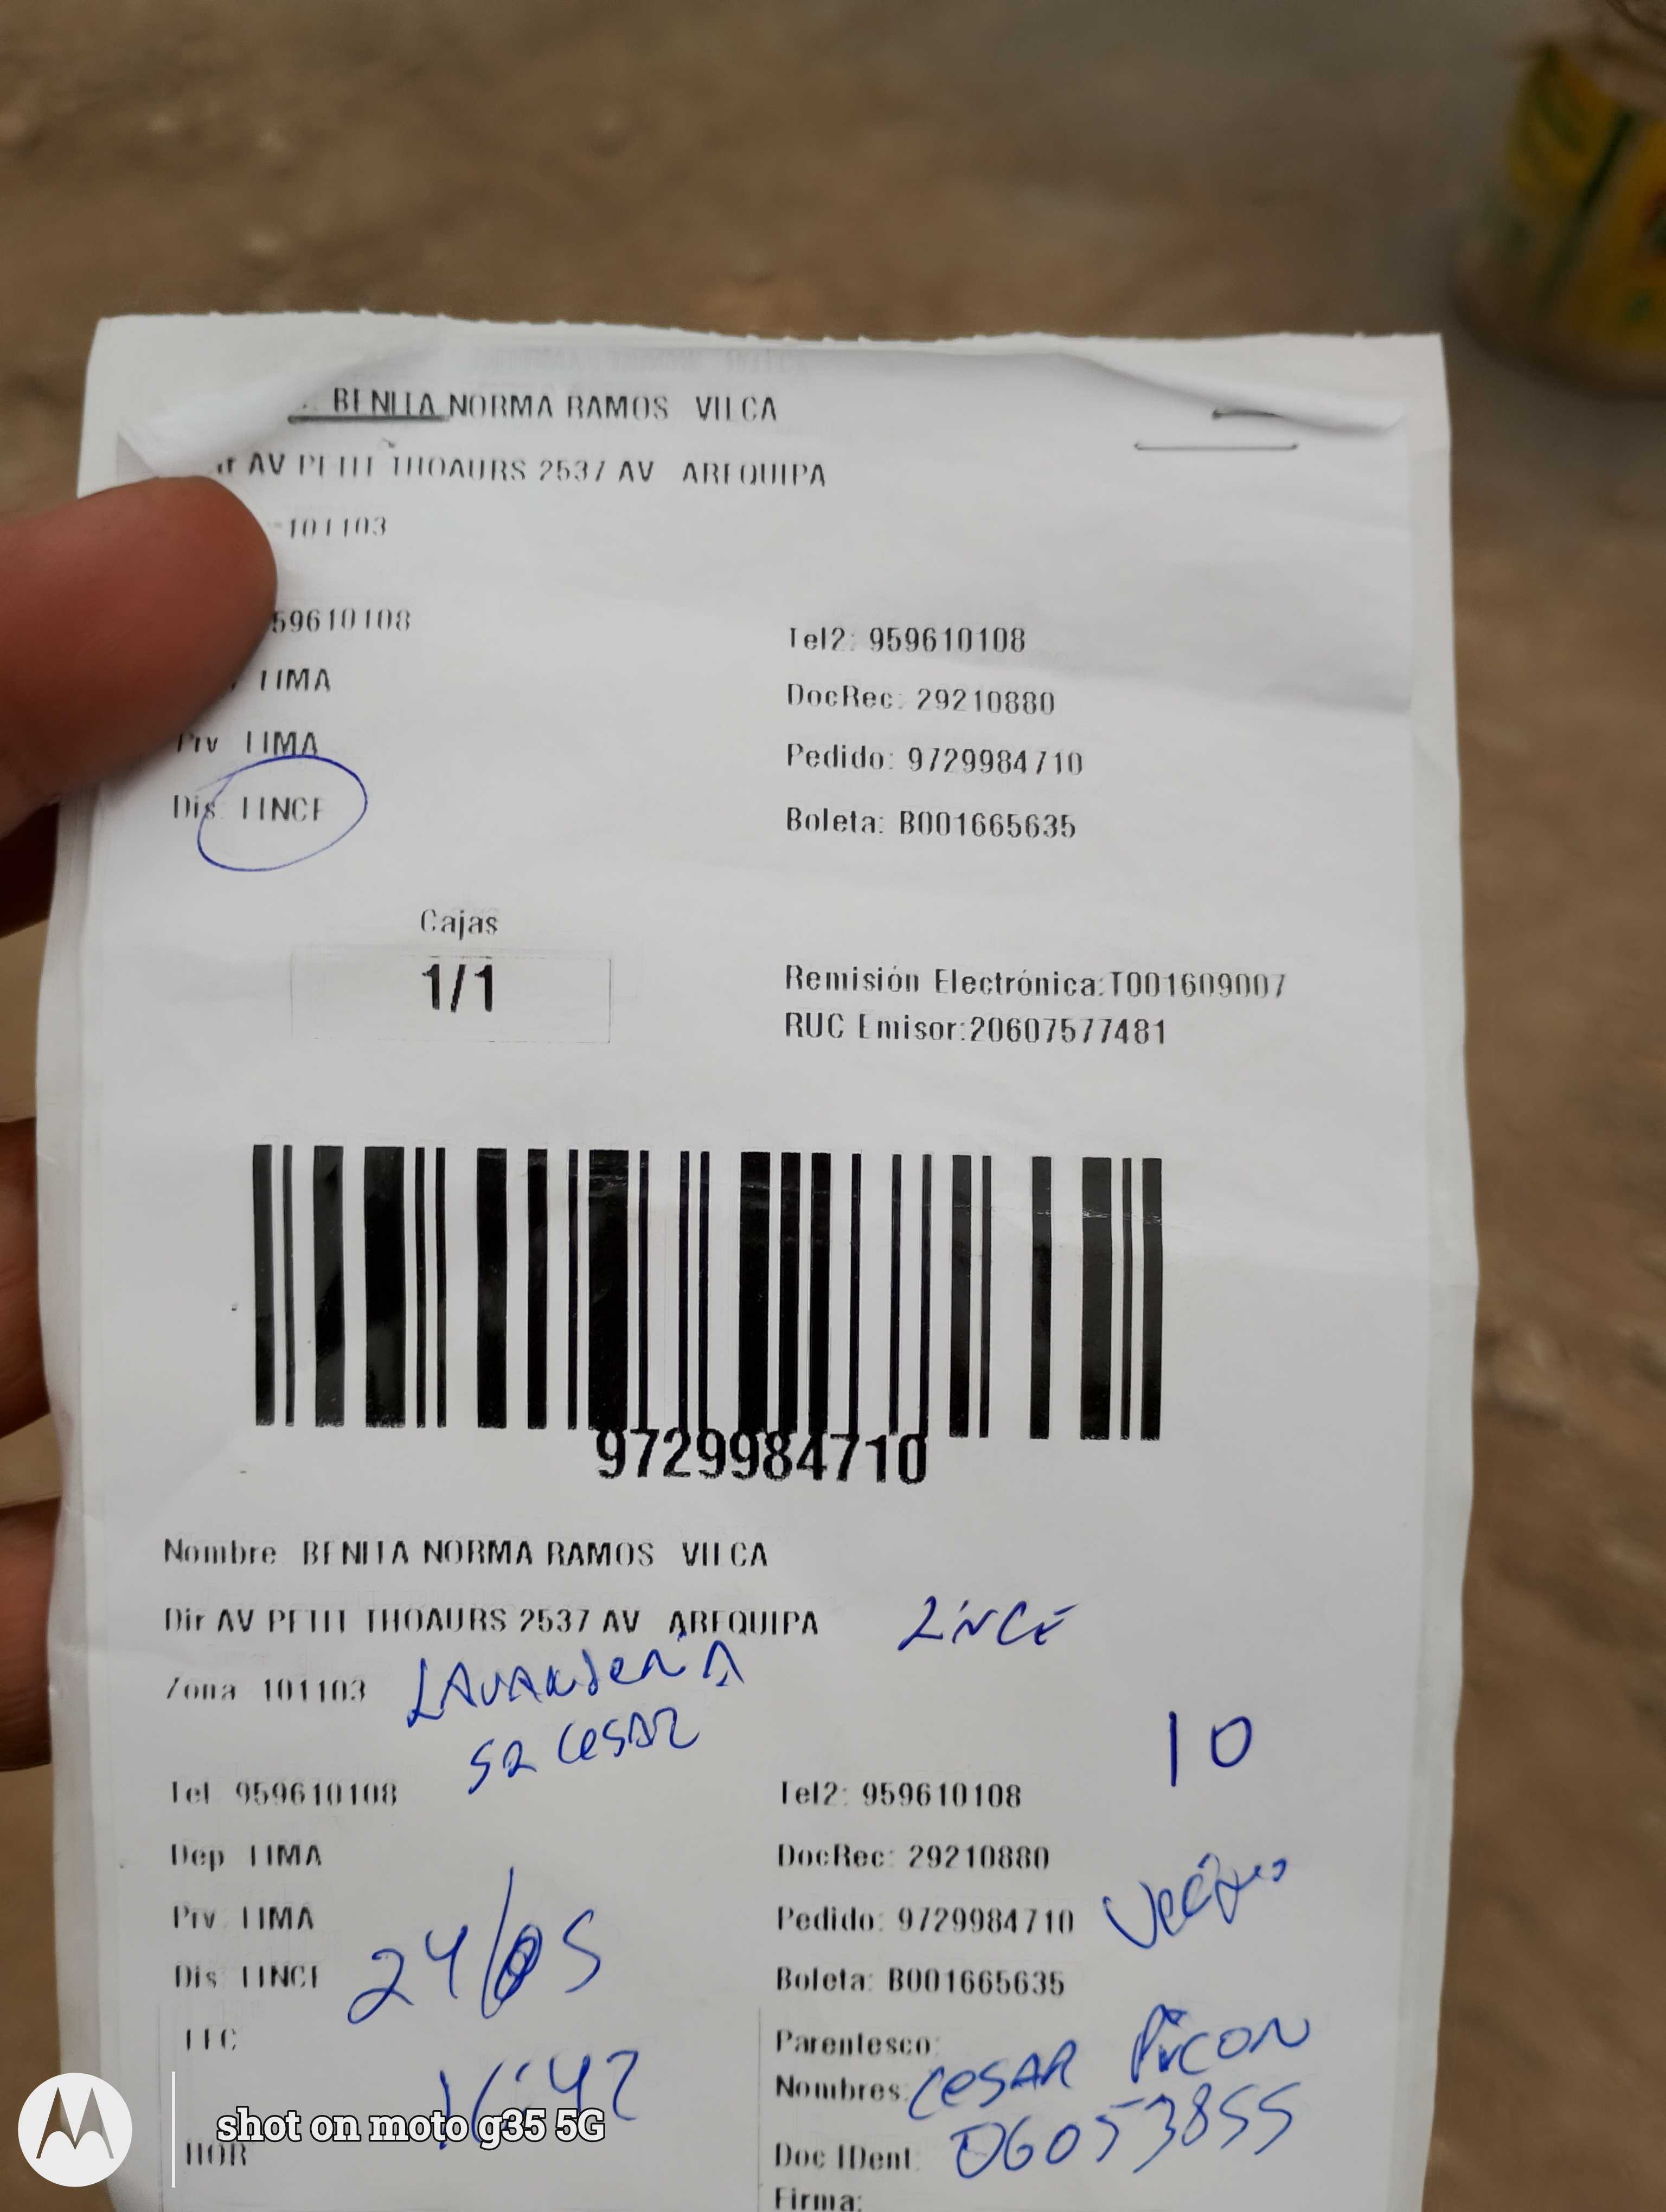 BENITA NORMA RAMOS VILCA
AV PETIT THOAURS 2537 AV AREQUIPA
101103
59610108
Tel2: 959610108
LIMA
DocRec: 29210880
Prv LIMA
Pedido: 9729984710
Dis LINCE
Boleta: B001665635
Cajas
1/1
Remisión Electrónica:T001609007
RUC Emisor:20607577481
9729984710
Nombre BENITA NORMA RAMOS VILCA
Dir AV PETIT THOAURS 2537 AV AREQUIPA
LINCE
Zona 101103
LAVANDERIA
SR CESAR
10
Tel 959610108
Tel2: 959610108
Dep LIMA
DocRec: 29210880
Prv LIMA
Pedido: 9729984710
Dis LINCE
24/05
Boleta: B001665635
FEC
Parentesco:
Nombres: CESAR PICON
HOR
Doc IDent: 06053855
Firma:
shot on moto g35 5G